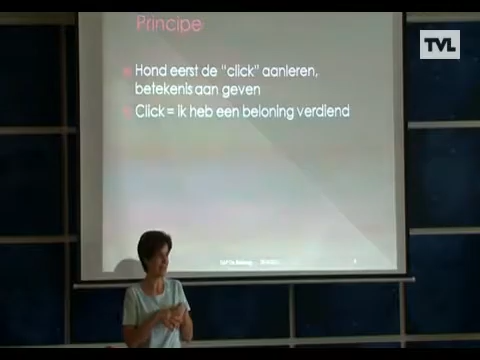 TVL
Principe
Hond eerst de "click" aanleren,
betekenis aan geven
Click = ik heb een beloning verdiend